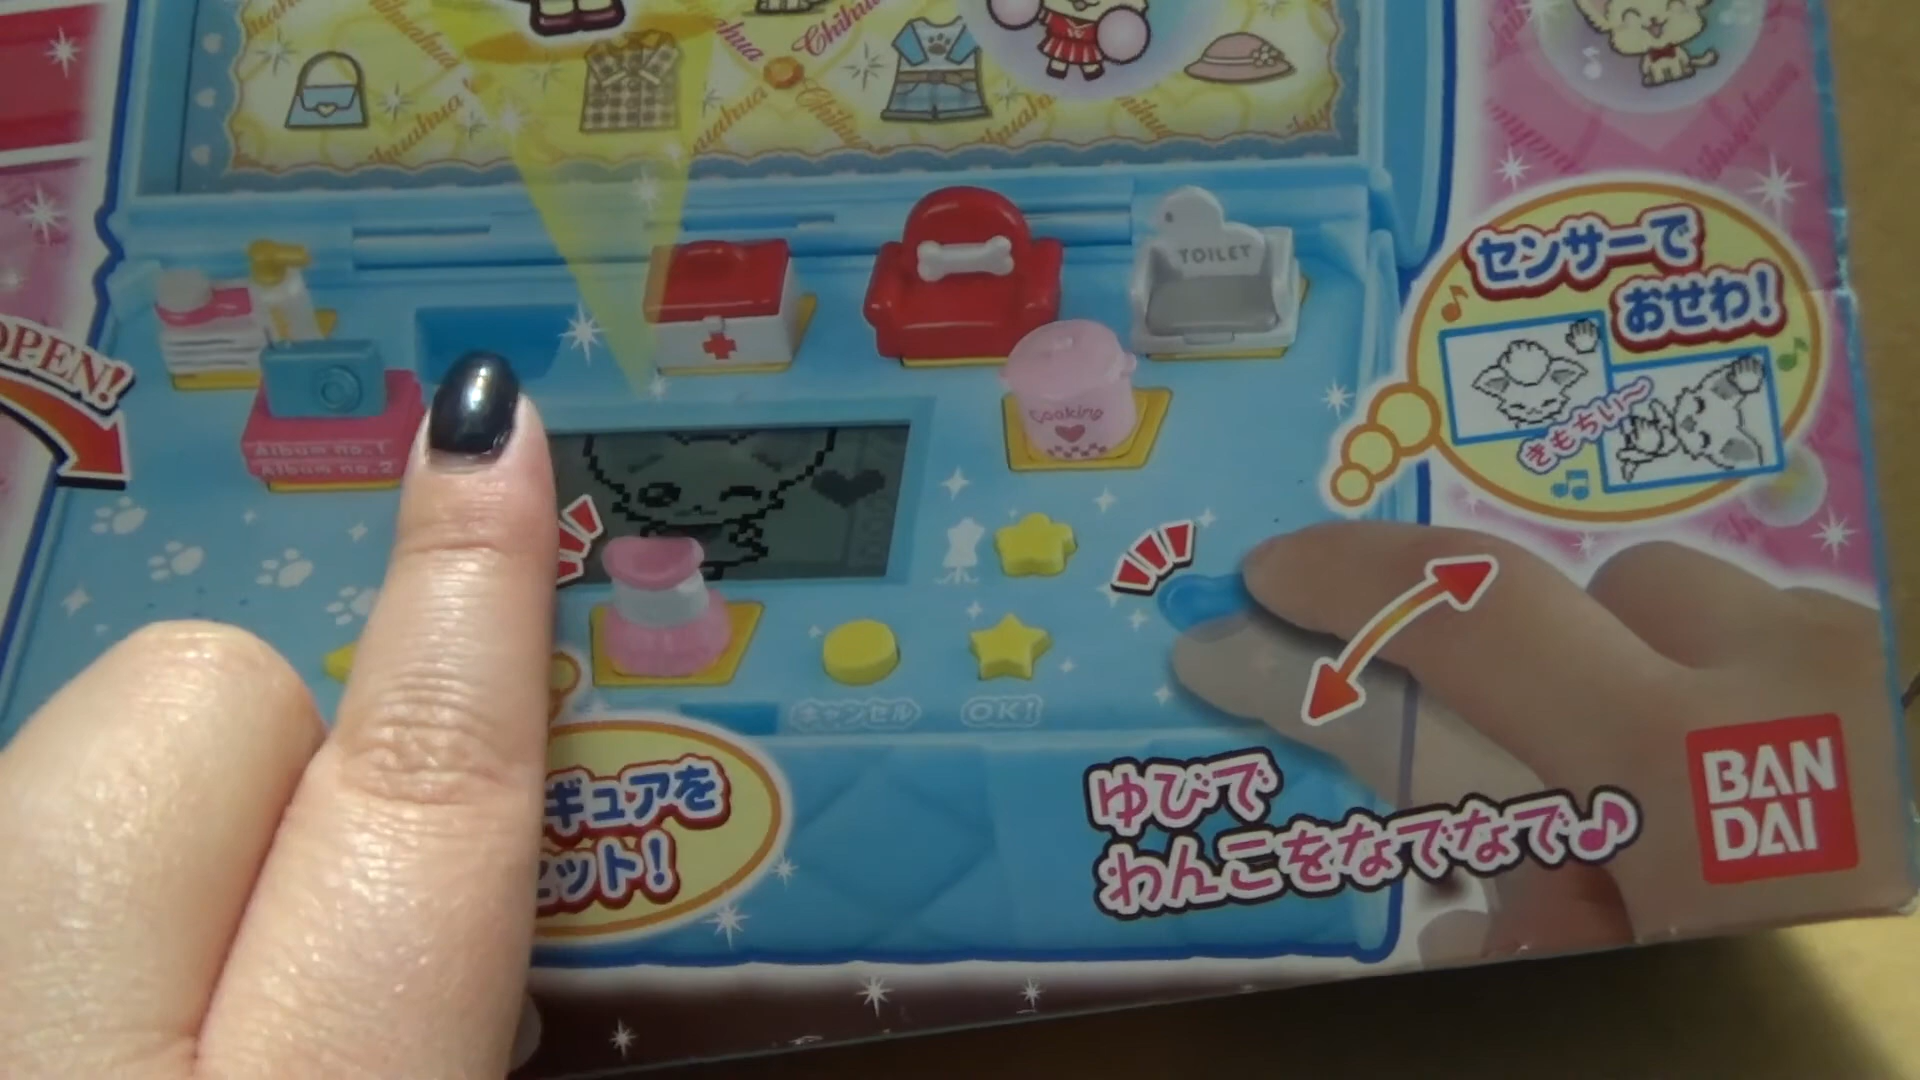 Chihuahua
Chihuahua
Chihuahua
TOILET
OPEN!
センサーで
おせわ!
きもちい〜
Cooking
Album no.1
Album no.2
キャンセル
OK!
ギュアを
ット!
ゆびで
わんこをなでなで♪
BAN
DAI